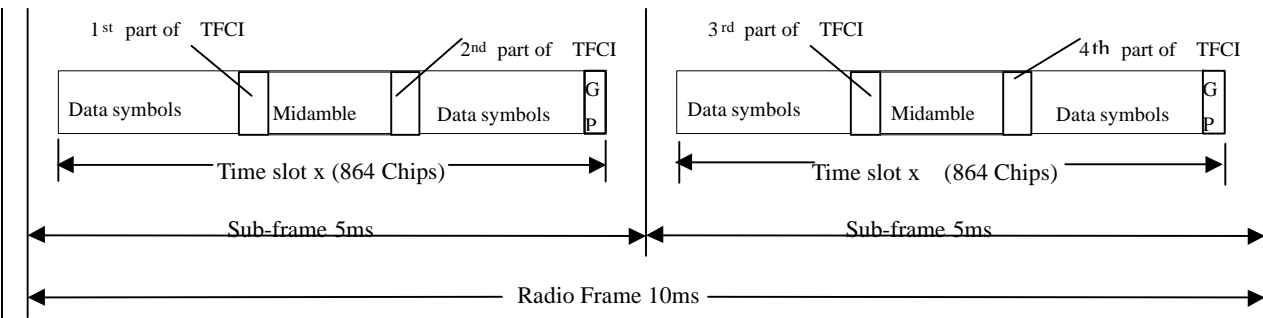 1st part of TFCI
2nd part of TFCI
3rd part of TFCI
4th part of TFCI
Data symbols
Midamble
Data symbols
G
P
Data symbols
Midamble
Data symbols
G
P
Time slot x (864 Chips)
Time slot x (864 Chips)
Sub-frame 5ms
Sub-frame 5ms
Radio Frame 10ms